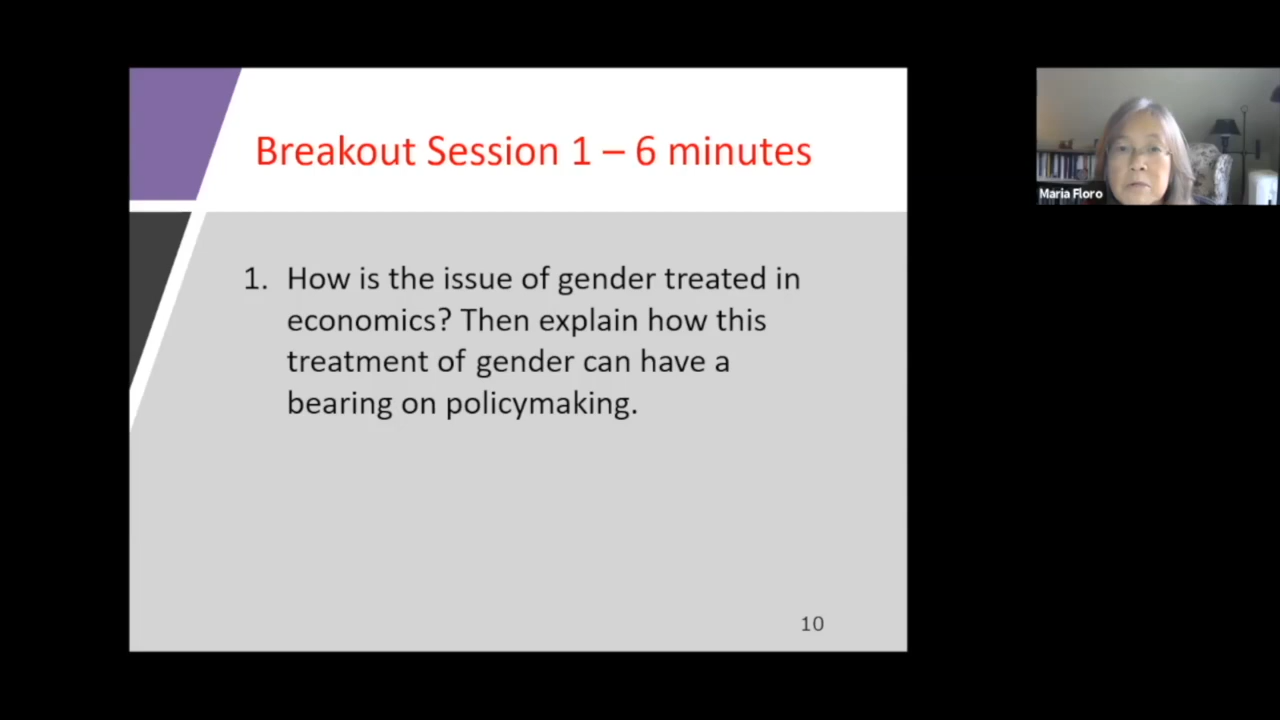 Breakout Session 1 – 6 minutes
1. How is the issue of gender treated in
economics? Then explain how this
treatment of gender can have a
bearing on policymaking.
10
Maria Floro